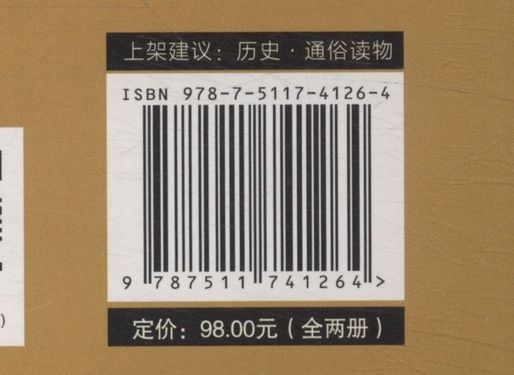 上架建议：历史·通俗读物
ISBN 978-7-5117-4126-4
9 787511 741264 >
定价：98.00元（全两册）
)